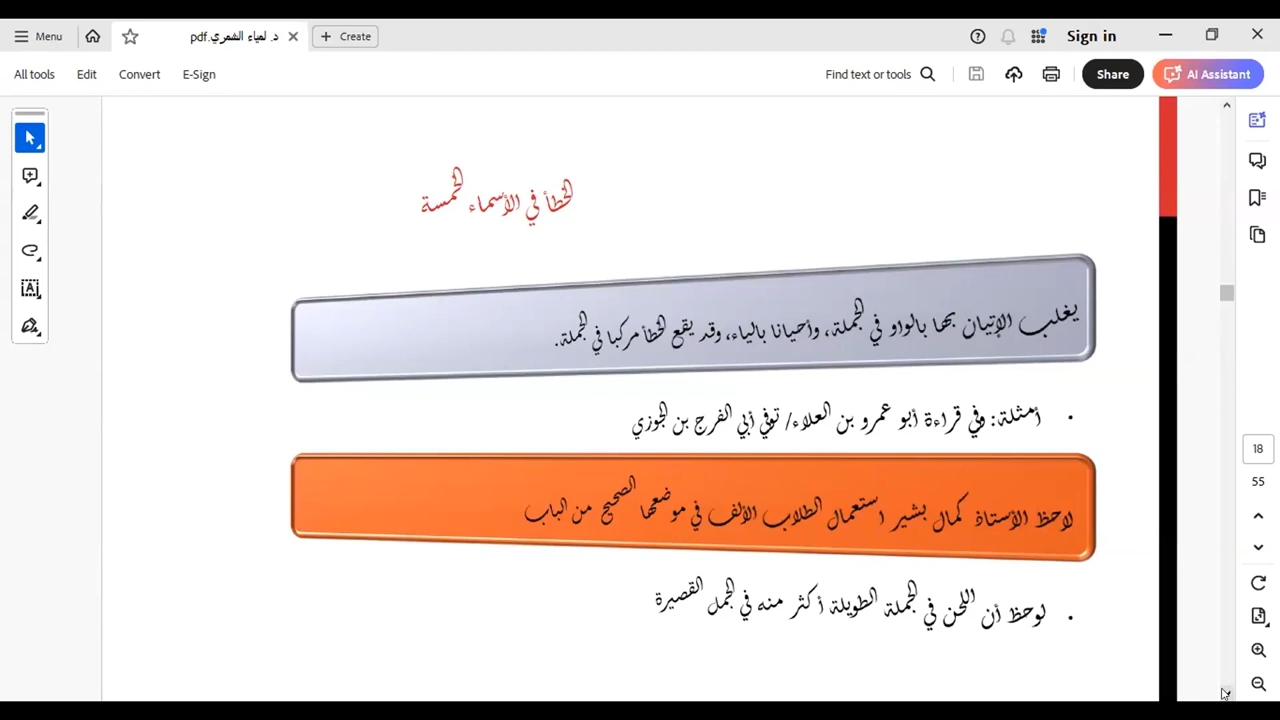 Menu
د. لمياء الشمري.pdf
Create
Sign in
All tools
Edit
Convert
E-Sign
Find text or tools
Share
AI Assistant
الخطأ في الأسماء الخمسة
يغلب الإتيان بها بالواو في الجملة، وأحيانا بالياء، وقد يقع الخطأ مركبا في الجملة.
• أمثلة: وفي قراءة أبو عمرو بن العلاء/ توفي أبي الفرج بن الجوزي
لاحظ الأستاذ كمال بشير استعمال الطلاب الألف في موضعها الصحيح من الباب
• لوحظ أن اللحن في الجملة الطويلة أكثر منه في الجمل القصيرة
18
55